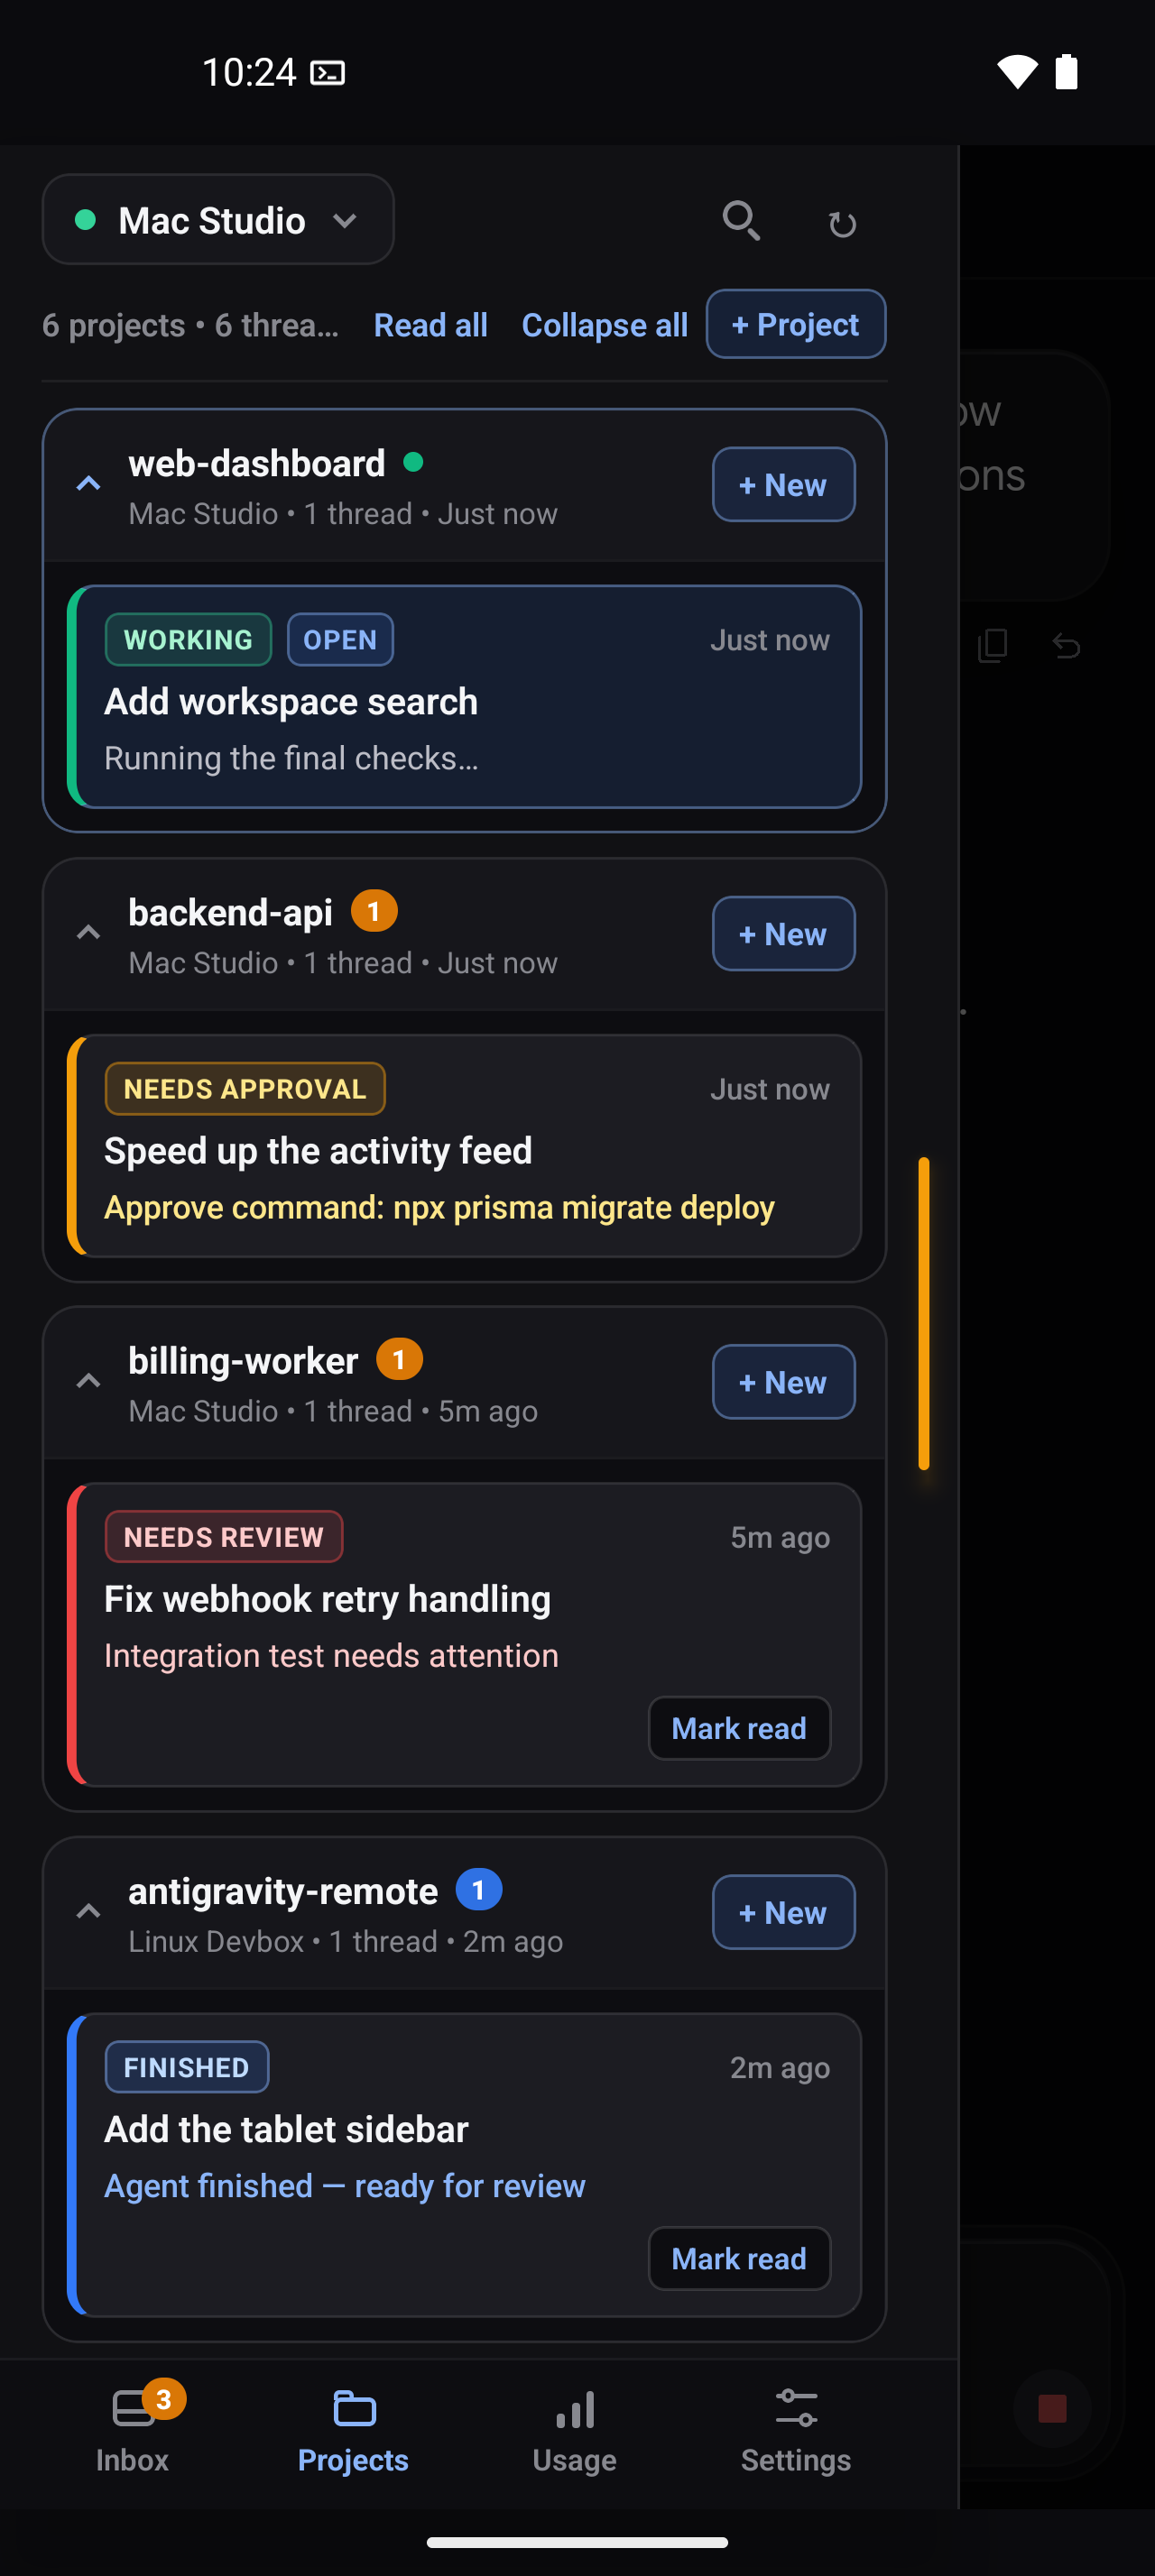 10:24
Mac Studio
6 projects • 6 threa... Read all Collapse all + Project
web-dashboard
Mac Studio • 1 thread • Just now
+ New
WORKING OPEN Just now
Add workspace search
Running the final checks...
backend-api 1
Mac Studio • 1 thread • Just now
+ New
NEEDS APPROVAL Just now
Speed up the activity feed
Approve command: npx prisma migrate deploy
billing-worker 1
Mac Studio • 1 thread • 5m ago
+ New
NEEDS REVIEW 5m ago
Fix webhook retry handling
Integration test needs attention
Mark read
antigravity-remote 1
Linux Devbox • 1 thread • 2m ago
+ New
FINISHED 2m ago
Add the tablet sidebar
Agent finished — ready for review
Mark read
3
Inbox Projects Usage Settings